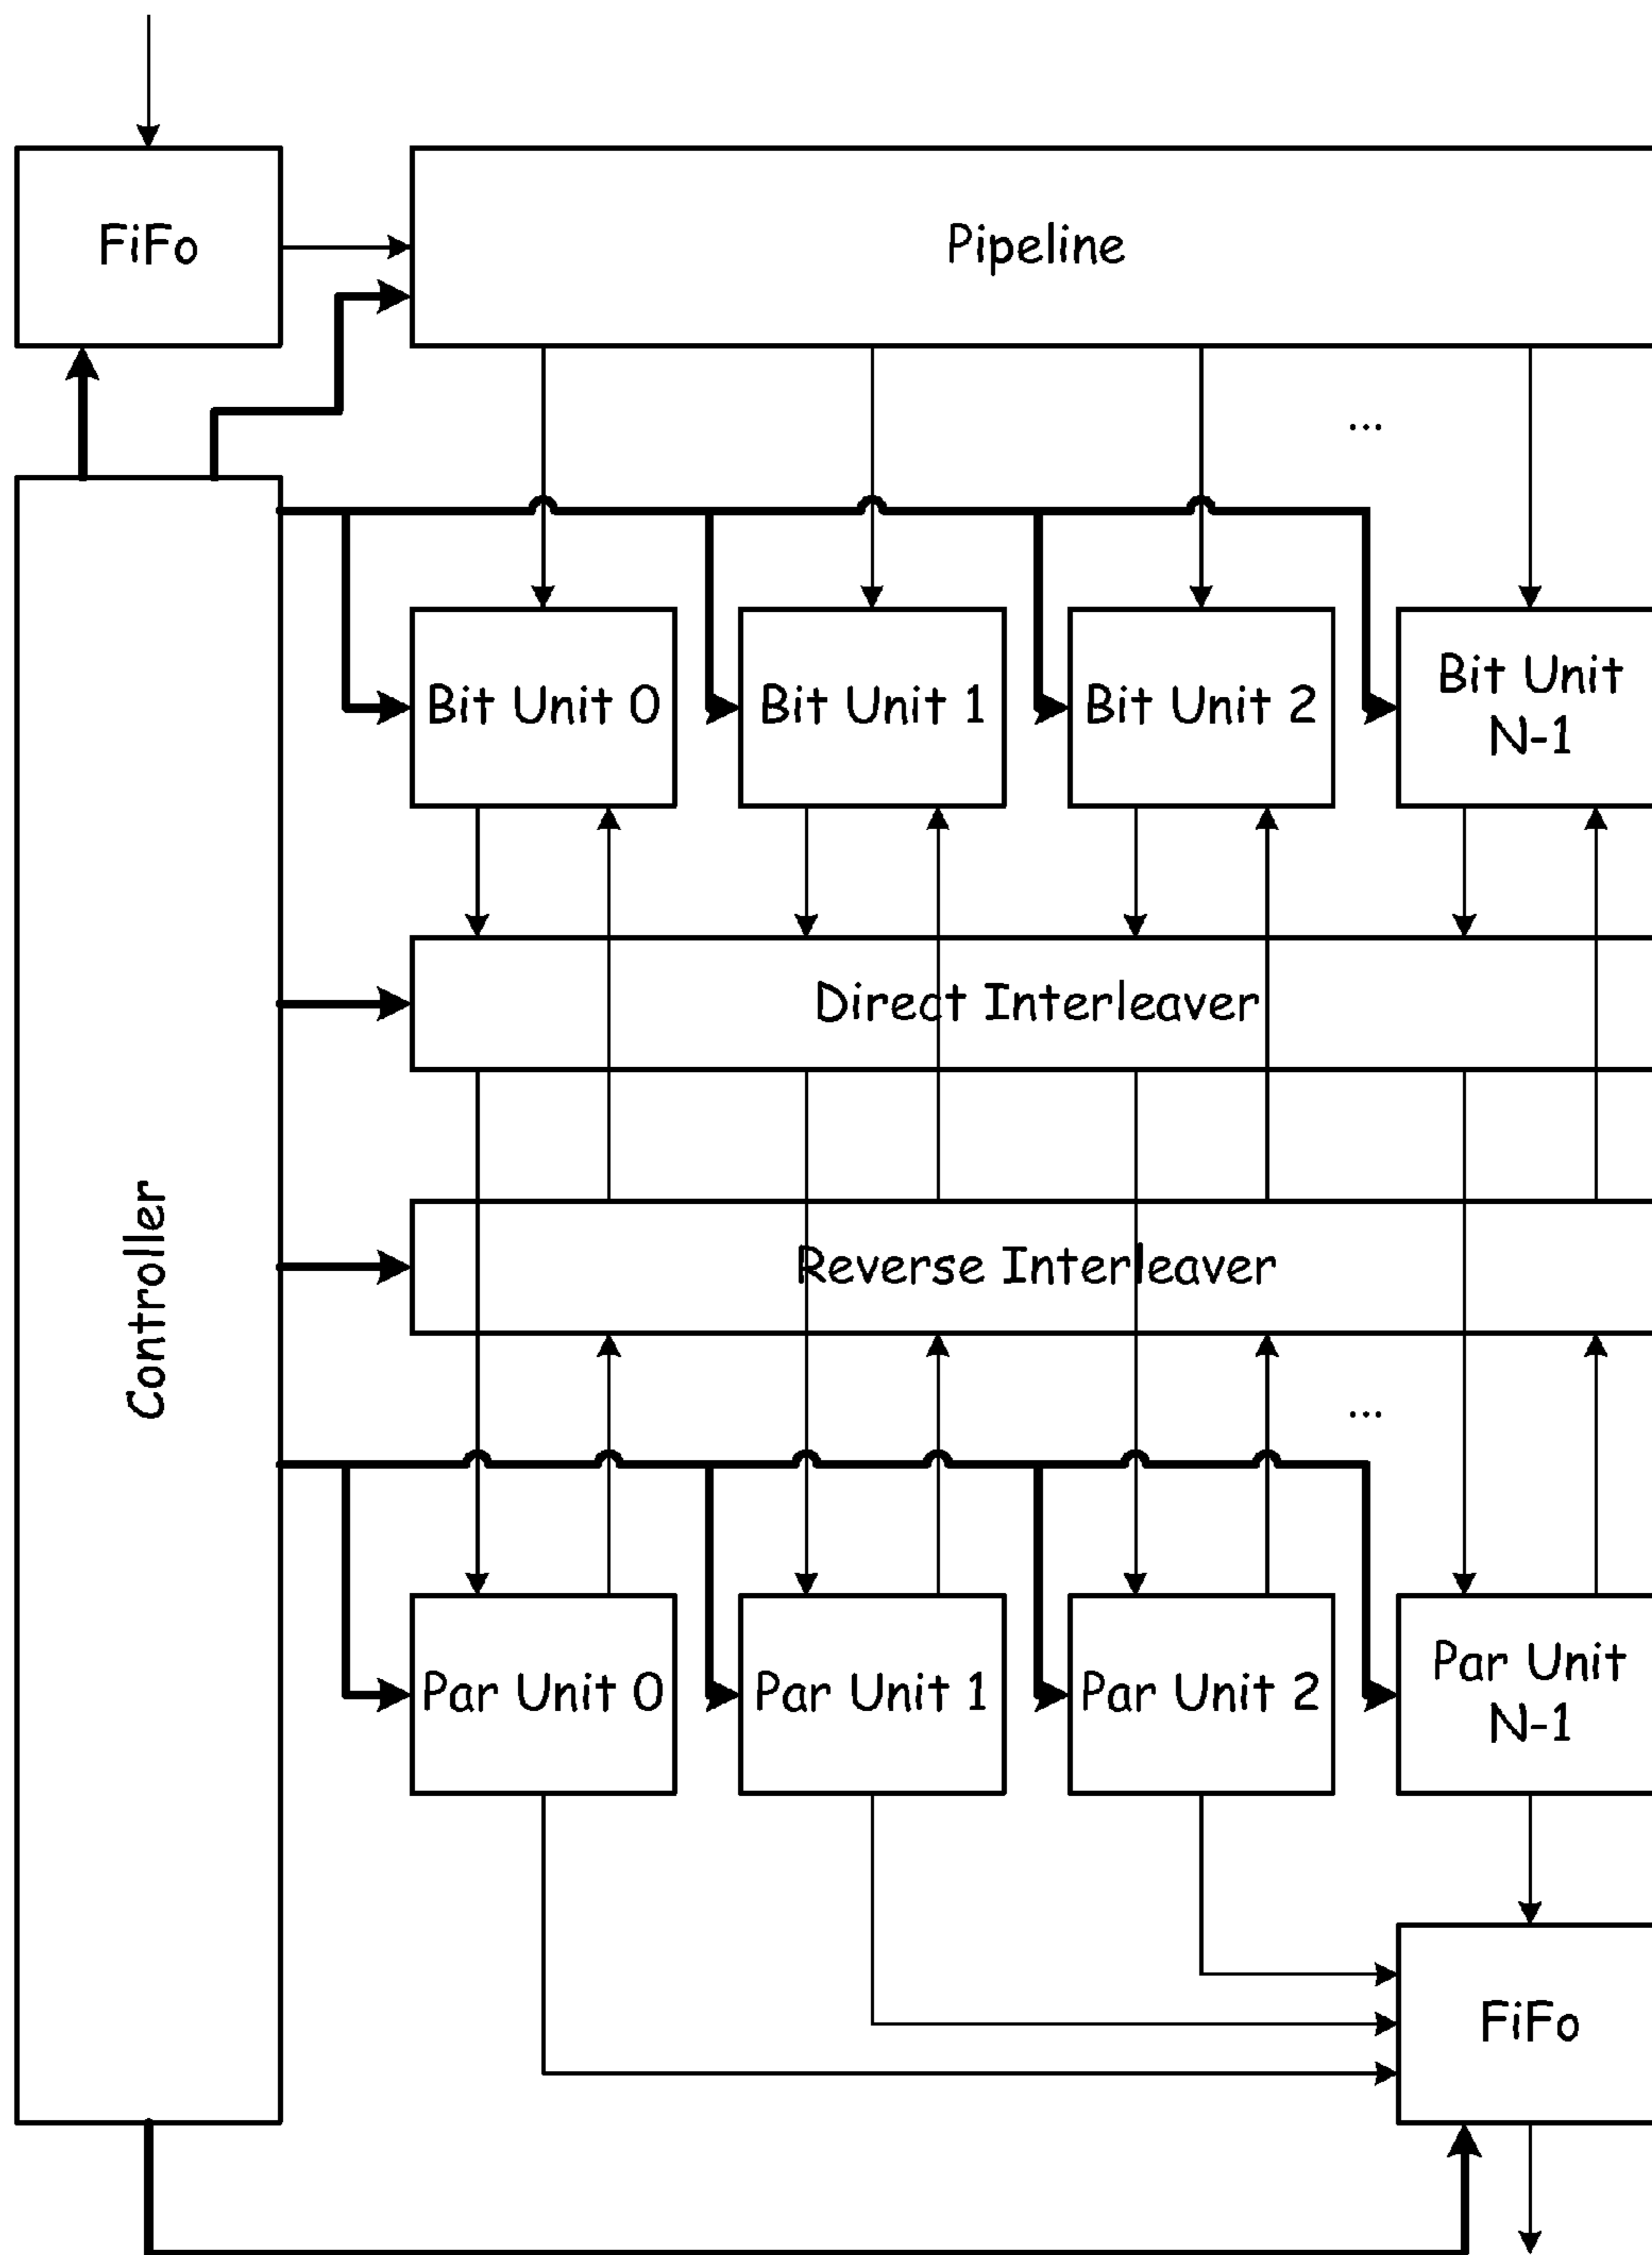 FiFo
Pipeline
...
Bit Unit 0
Bit Unit 1
Bit Unit 2
Bit Unit
N-1
Direct Interleaver
Reverse Interleaver
Controller
...
Par Unit 0
Par Unit 1
Par Unit 2
Par Unit
N-1
FiFo